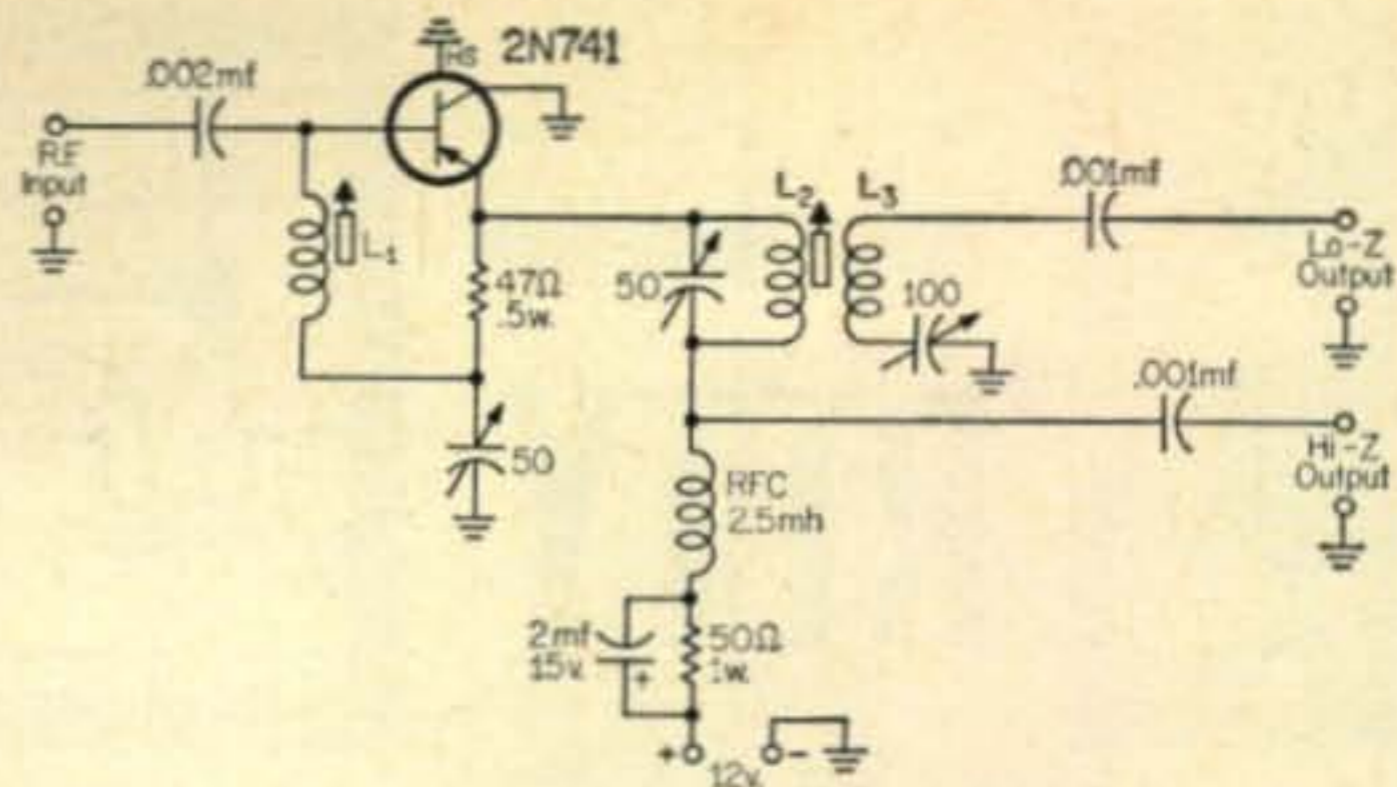 HS 2N741
.002mf
R.F.
Input
L1
47Ω
.5w.
50
50
L2
L3
100
.001mf
Lo-Z
Output
.001mf
Hi-Z
Output
RFC
2.5mh
2mf
15v.
+
50Ω
1w.
+
-
12v.